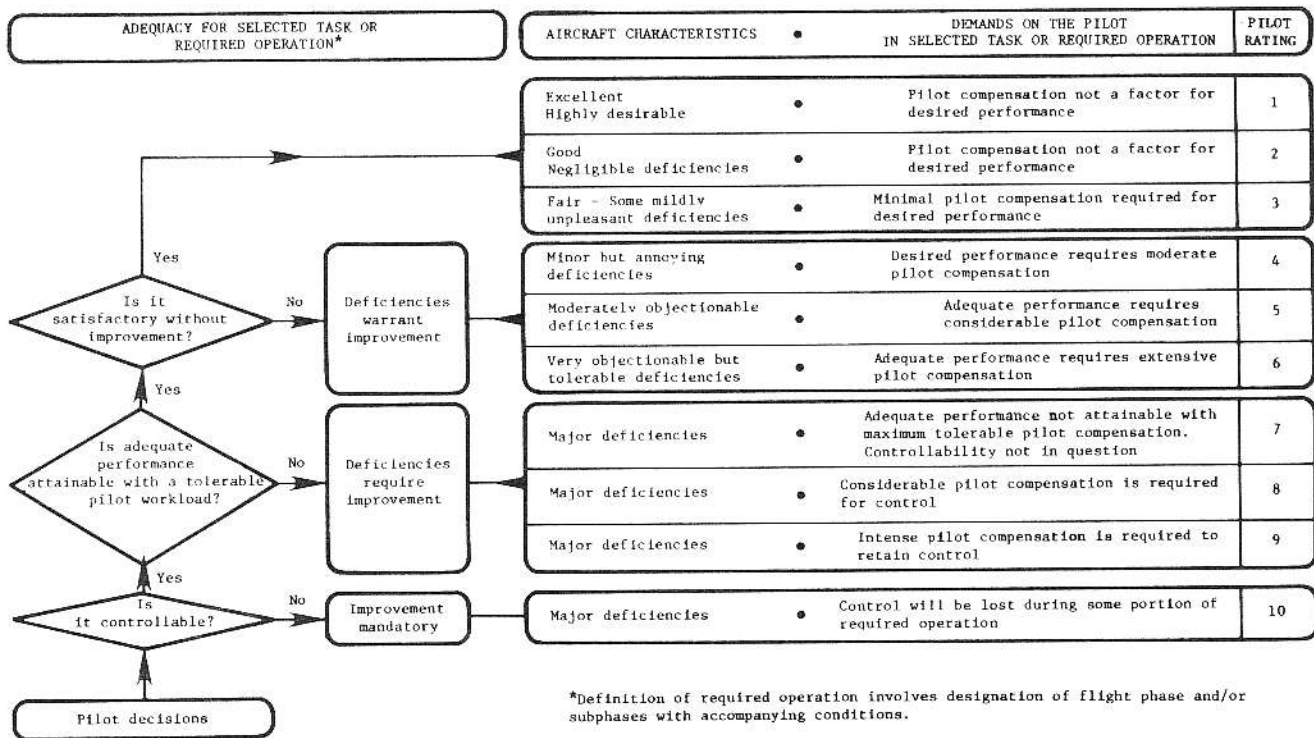 ADEQUACY FOR SELECTED TASK OR
REQUIRED OPERATION*
AIRCRAFT CHARACTERISTICS •
DEMANDS ON THE PILOT
IN SELECTED TASK OR REQUIRED OPERATION
PILOT
RATING
Excellent
Highly desirable
•
Pilot compensation not a factor for
desired performance
1
Good
Negligible deficiencies
•
Pilot compensation not a factor for
desired performance
2
Fair - Some mildly
unpleasant deficiencies
•
Minimal pilot compensation required for
desired performance
3
Yes
Is it
satisfactory without
improvement?
No
Deficiencies
warrant
improvement
Minor but annoying
deficiencies
•
Desired performance requires moderate
pilot compensation
4
Moderately objectionable
deficiencies
•
Adequate performance requires
considerable pilot compensation
5
Very objectionable but
tolerable deficiencies
•
Adequate performance requires extensive
pilot compensation
6
Yes
Is adequate
performance
attainable with a tolerable
pilot workload?
No
Deficiencies
require
improvement
Major deficiencies
•
Adequate performance not attainable with
maximum tolerable pilot compensation.
Controllability not in question
7
Major deficiencies
•
Considerable pilot compensation is required
for control
8
Major deficiencies
•
Intense pilot compensation is required to
retain control
9
Yes
Is
it controllable?
No
Improvement
mandatory
Major deficiencies
•
Control will be lost during some portion of
required operation
10
Pilot decisions
*Definition of required operation involves designation of flight phase and/or
subphases with accompanying conditions.